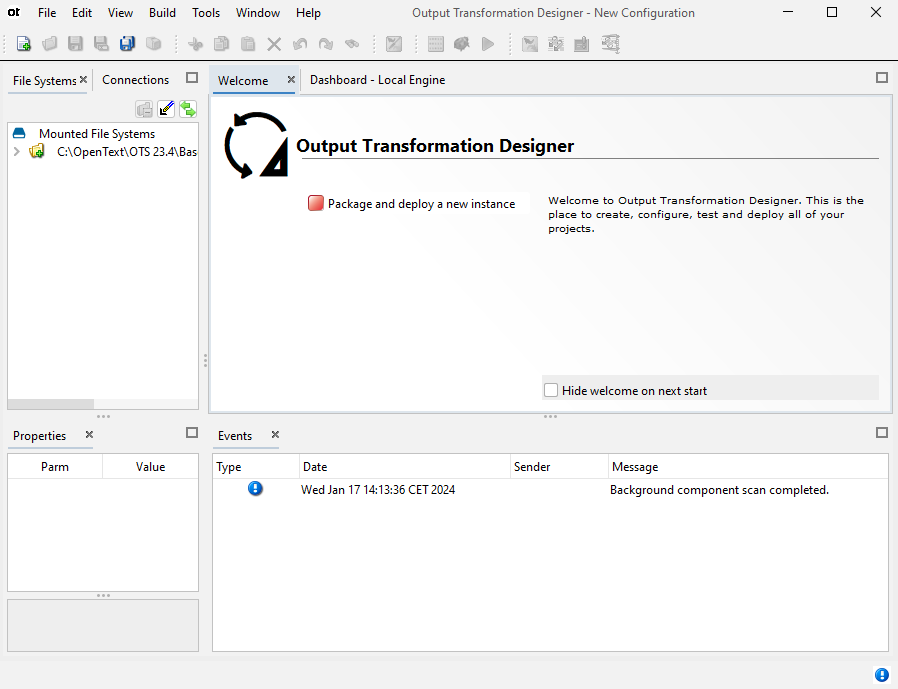 ot File Edit View Build Tools Window Help Output Transformation Designer - New Configuration
File Systems Connections
Welcome Dashboard - Local Engine
Mounted File Systems
C:\OpenText\OTS 23.4\Bas
Output Transformation Designer
Package and deploy a new instance
Welcome to Output Transformation Designer. This is the
place to create, configure, test and deploy all of your
projects.
Hide welcome on next start
Properties
Parm Value
Events
Type Date Sender Message
Wed Jan 17 14:13:36 CET 2024 Background component scan completed.